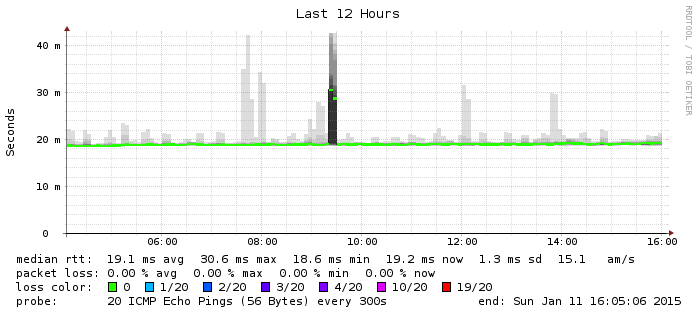 Last 12 Hours
RRDTOOL / TOBI OETIKER
Seconds
40 m
30 m
20 m
10 m
0
06:00 08:00 10:00 12:00 14:00 16:00
median rtt: 19.1 ms avg 30.6 ms max 18.6 ms min 19.2 ms now 1.3 ms sd 15.1 am/s
packet loss: 0.00 % avg 0.00 % max 0.00 % min 0.00 % now
loss color: 0 1/20 2/20 3/20 4/20 10/20 19/20
probe: 20 ICMP Echo Pings (56 Bytes) every 300s end: Sun Jan 11 16:05:06 2015